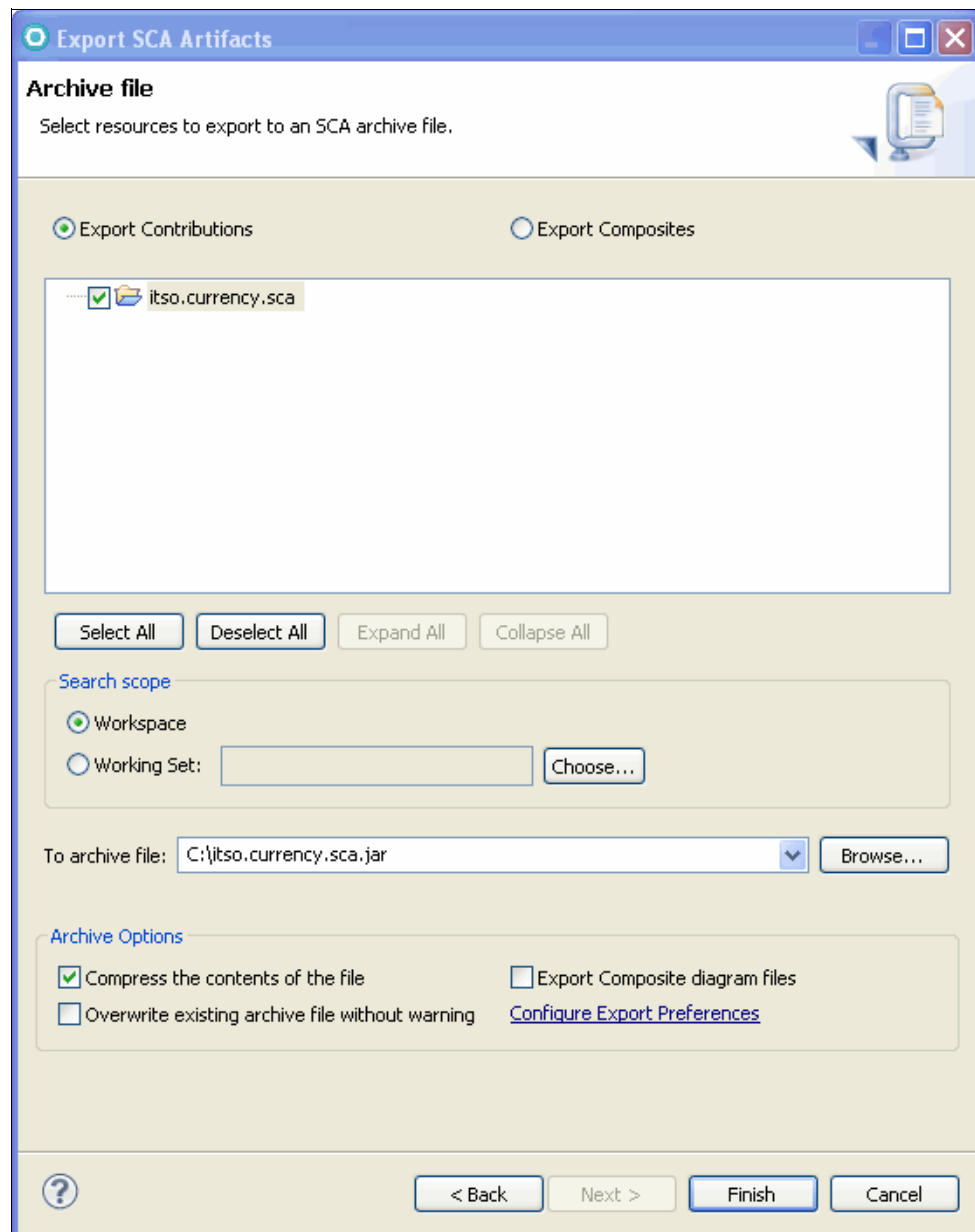 Export SCA Artifacts
Archive file
Select resources to export to an SCA archive file.
Export Contributions Export Composites
itso.currency.sca
Select All Deselect All Expand All Collapse All
Search scope
Workspace
Working Set: Choose...
To archive file: C:\itso.currency.sca.jar Browse...
Archive Options
Compress the contents of the file Export Composite diagram files
Overwrite existing archive file without warning Configure Export Preferences
? < Back Next > Finish Cancel